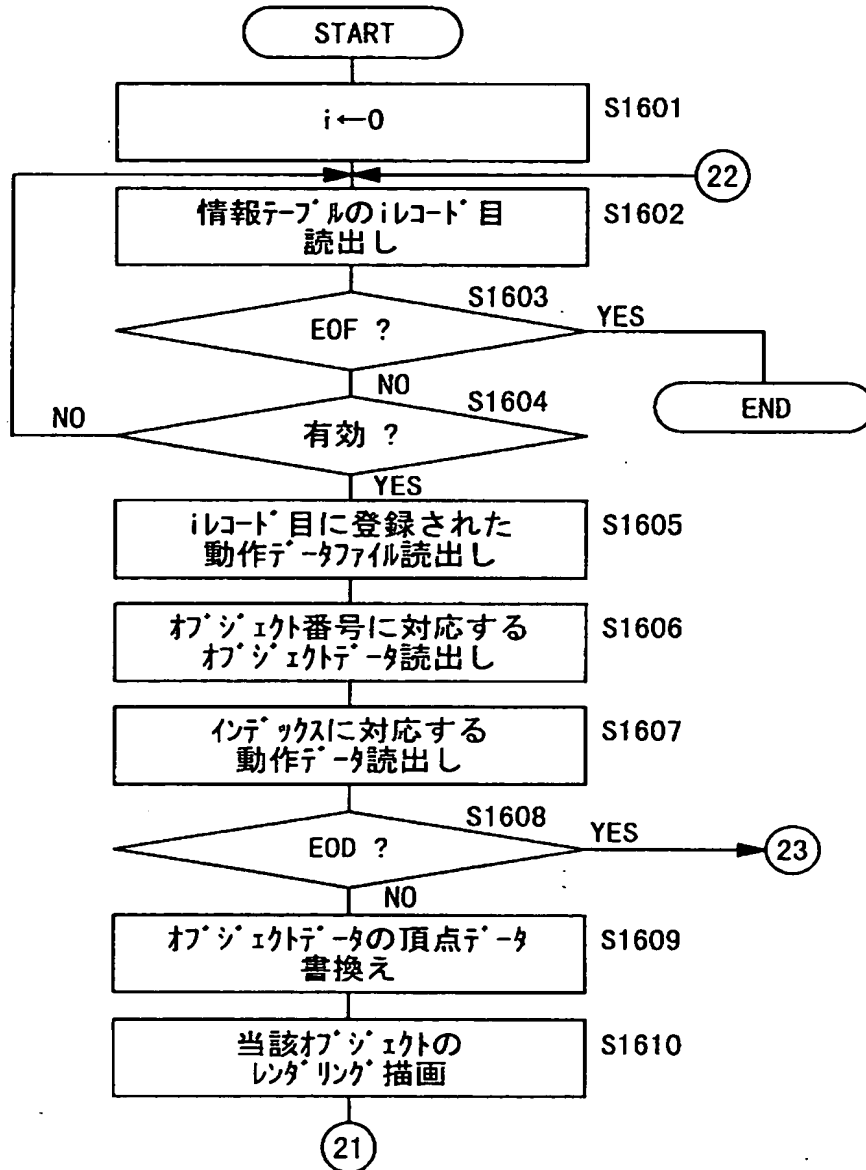 START
i←0
S1601
22
情報テーブルのiレコード目
読出し
S1602
S1603
EOF ?
YES
NO
END
S1604
有効 ?
NO
YES
iレコード目に登録された
動作データファイル読出し
S1605
オブジェクト番号に対応する
オブジェクトデータ読出し
S1606
インデックスに対応する
動作データ読出し
S1607
S1608
EOD ?
YES
23
NO
オブジェクトデータの頂点データ
書換え
S1609
当該オブジェクトの
レンダリング描画
S1610
21